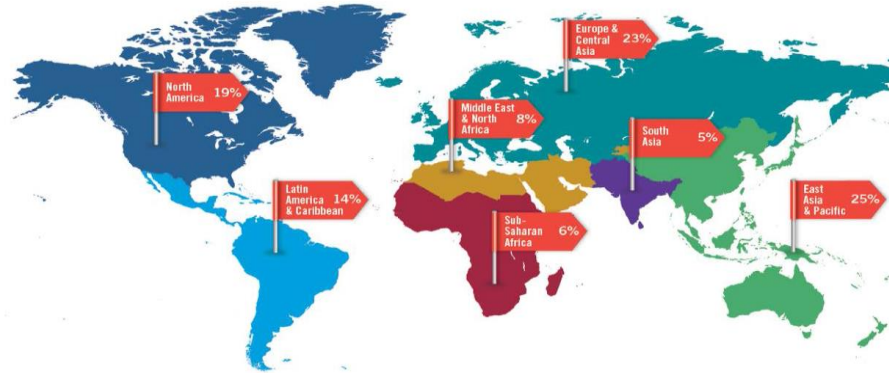 Europe &
Central 23%
Asia
North
America 19%
Middle East
& North 8%
Africa
South
Asia 5%
Latin
America 14%
& Caribbean
East
Asia 25%
& Pacific
Sub-
Saharan 6%
Africa